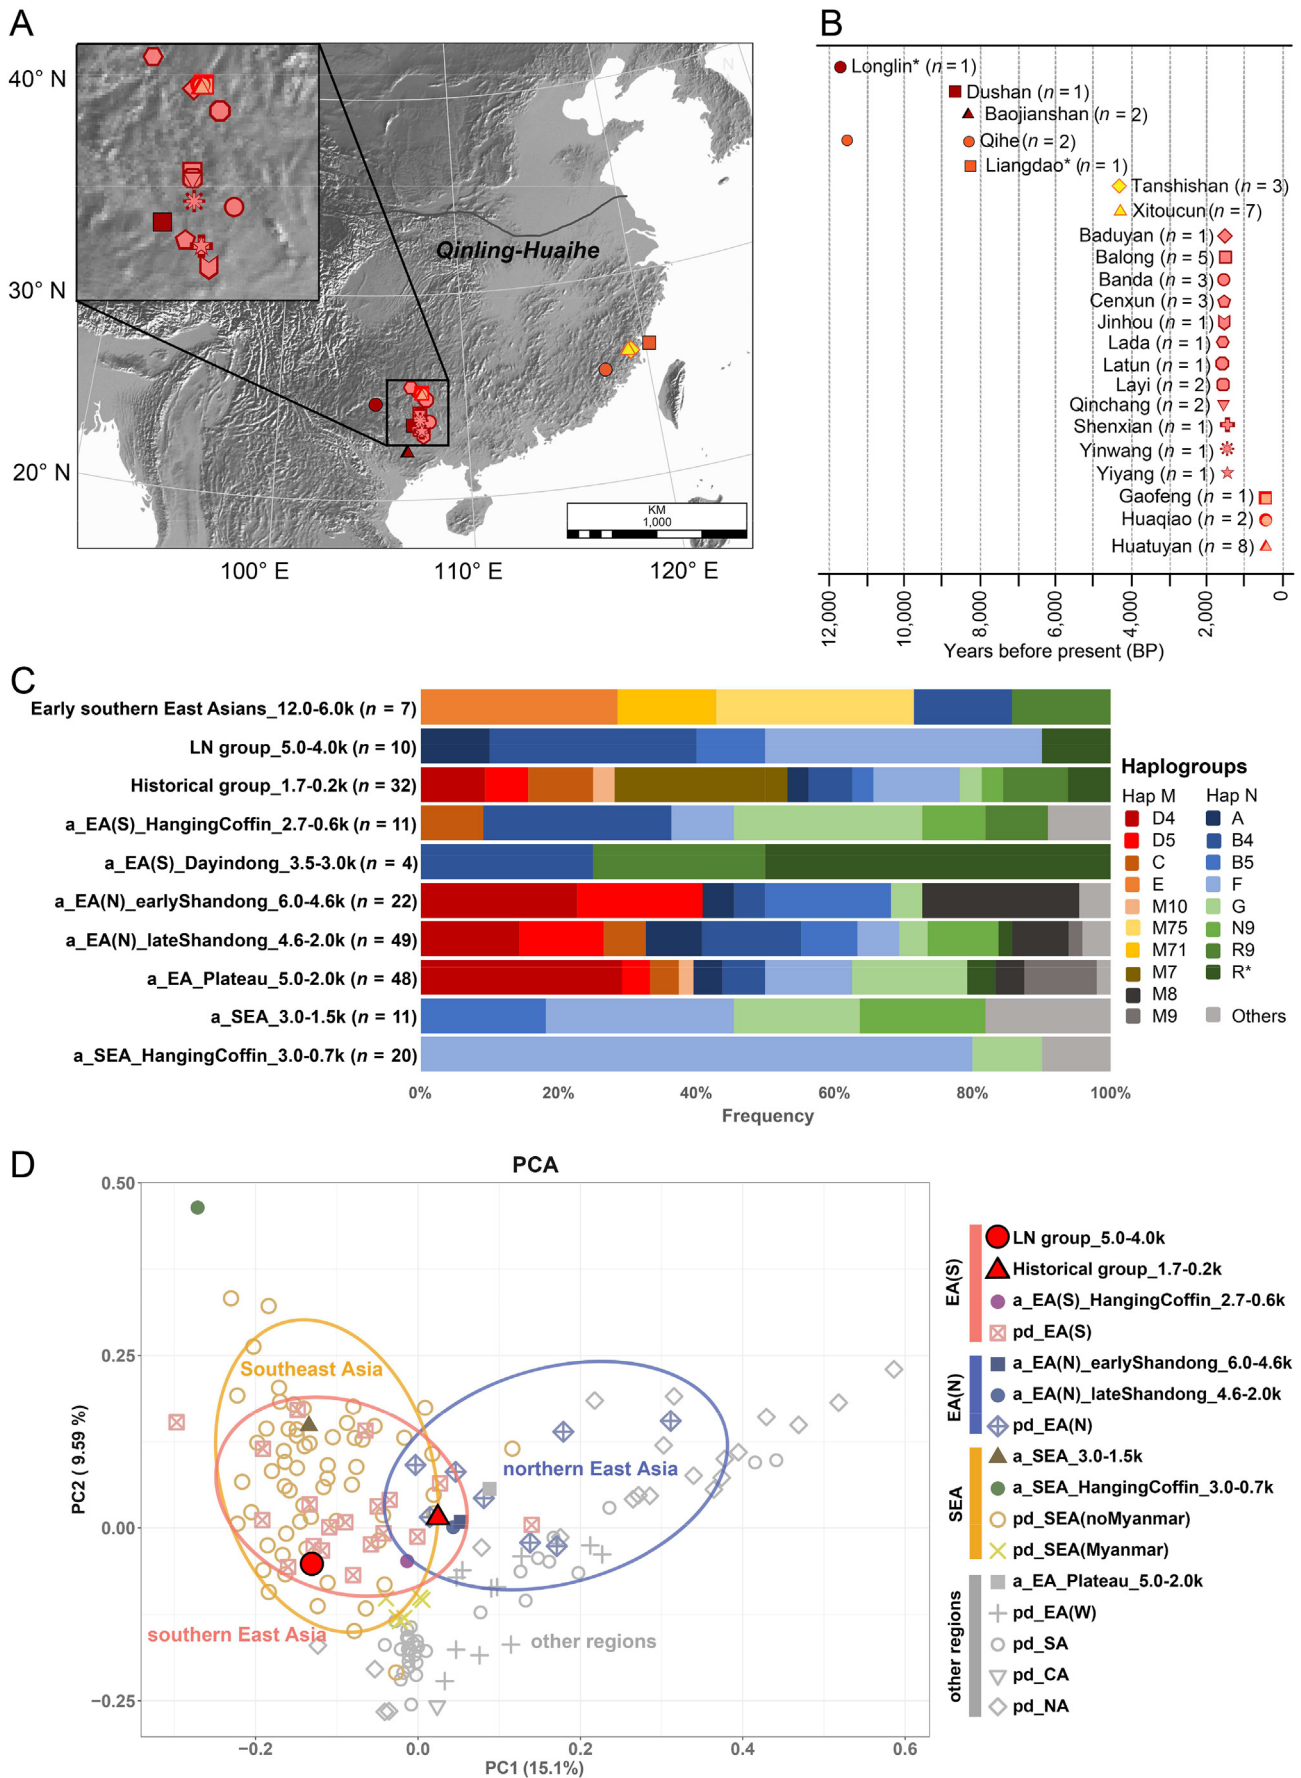 A
40° N
30° N
20° N
Qinling-Huaihe
N
KM
1,000
100° E
110° E
120° E
B
Longlin* (n = 1)
Dushan (n = 1)
Baojianshan (n = 2)
Qihe (n = 2)
Liangdao* (n = 1)
Tanshishan (n = 3)
Xitoucun (n = 7)
Baduyan (n = 1)
Balong (n = 5)
Banda (n = 3)
Cenxun (n = 3)
Jinhou (n = 1)
Lada (n = 1)
Latun (n = 1)
Layi (n = 2)
Qinchang (n = 2)
Shenxian (n = 1)
Yinwang (n = 1)
Yiyang (n = 1)
Gaofeng (n = 1)
Huaqiao (n = 2)
Huatuyan (n = 8)
12,000
10,000
8,000
6,000
4,000
2,000
0
Years before present (BP)
C
Early southern East Asians_12.0-6.0k (n = 7)
LN group_5.0-4.0k (n = 10)
Historical group_1.7-0.2k (n = 32)
a_EA(S)_HangingCoffin_2.7-0.6k (n = 11)
a_EA(S)_Dayindong_3.5-3.0k (n = 4)
a_EA(N)_earlyShandong_6.0-4.6k (n = 22)
a_EA(N)_lateShandong_4.6-2.0k (n = 49)
a_EA_Plateau_5.0-2.0k (n = 48)
a_SEA_3.0-1.5k (n = 11)
a_SEA_HangingCoffin_3.0-0.7k (n = 20)
0%
20%
40%
60%
80%
100%
Frequency
Haplogroups
Hap M
D4
D5
C
E
M10
M75
M71
M7
M8
M9
Hap N
A
B4
B5
F
G
N9
R9
R*
Others
D
PCA
0.50
0.25
0.00
−0.25
PC2 ( 9.59 %)
−0.2
0.0
0.2
0.4
0.6
PC1 (15.1%)
Southeast Asia
northern East Asia
southern East Asia
other regions
EA(S)
LN group_5.0-4.0k
Historical group_1.7-0.2k
a_EA(S)_HangingCoffin_2.7-0.6k
pd_EA(S)
EA(N)
a_EA(N)_earlyShandong_6.0-4.6k
a_EA(N)_lateShandong_4.6-2.0k
pd_EA(N)
SEA
a_SEA_3.0-1.5k
a_SEA_HangingCoffin_3.0-0.7k
pd_SEA(noMyanmar)
pd_SEA(Myanmar)
other regions
a_EA_Plateau_5.0-2.0k
pd_EA(W)
pd_SA
pd_CA
pd_NA